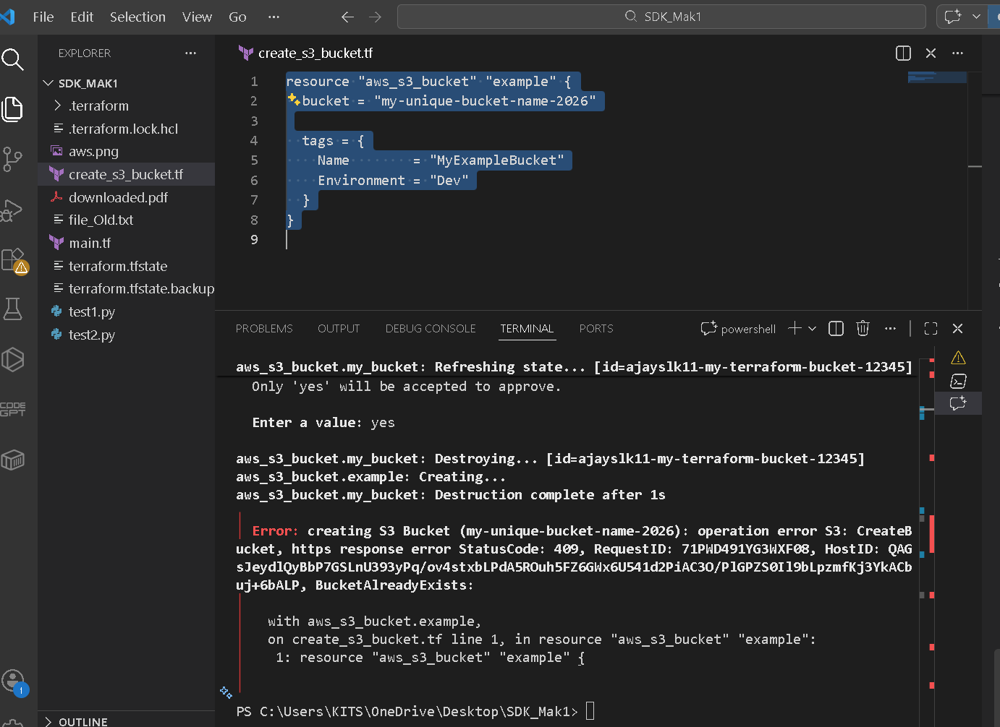 File Edit Selection View Go ···
SDK_Mak1
EXPLORER ···
SDK_MAK1
.terraform
.terraform.lock.hcl
aws.png
create_s3_bucket.tf
downloaded.pdf
file_Old.txt
main.tf
terraform.tfstate
terraform.tfstate.backup
test1.py
test2.py
CODE
GPT
1
OUTLINE
create_s3_bucket.tf
1 resource "aws_s3_bucket" "example" {
2 bucket = "my-unique-bucket-name-2026"
3
4 tags = {
5 Name = "MyExampleBucket"
6 Environment = "Dev"
7 }
8 }
9
PROBLEMS OUTPUT DEBUG CONSOLE TERMINAL PORTS powershell
aws_s3_bucket.my_bucket: Refreshing state... [id=ajayslk11-my-terraform-bucket-12345]
Only 'yes' will be accepted to approve.
Enter a value: yes
aws_s3_bucket.my_bucket: Destroying... [id=ajayslk11-my-terraform-bucket-12345]
aws_s3_bucket.example: Creating...
aws_s3_bucket.my_bucket: Destruction complete after 1s
Error: creating S3 Bucket (my-unique-bucket-name-2026): operation error S3: CreateB
ucket, https response error StatusCode: 409, RequestID: 71PWD491YG3WXF08, HostID: QAG
sJeydlQyBbP7GSLnU393yPq/ov4stxbLPdA5ROuh5FZ6GWx6U541d2PiAC3O/PlGPZS0Il9bLpzmfKj3YkACb
uj+6bALP, BucketAlreadyExists:
with aws_s3_bucket.example,
on create_s3_bucket.tf line 1, in resource "aws_s3_bucket" "example":
1: resource "aws_s3_bucket" "example" {
PS C:\Users\KITS\OneDrive\Desktop\SDK_Mak1>